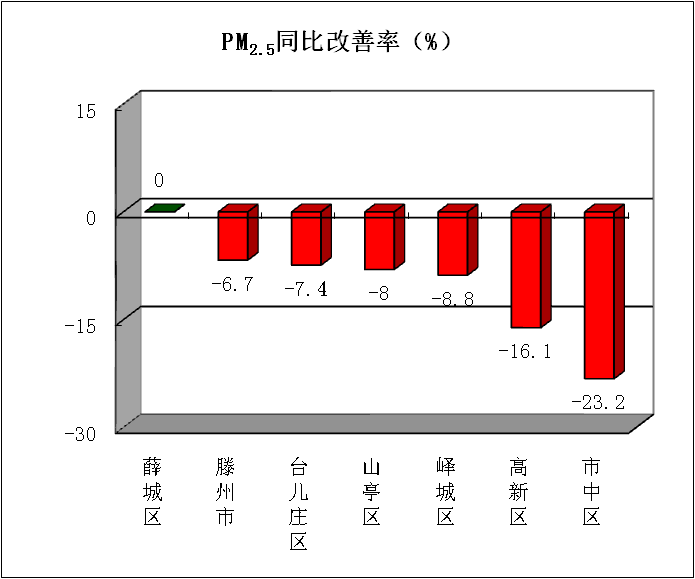 PM2.5同比改善率（%）
15
0
0
-6.7
-7.4
-8
-8.8
-15
-16.1
-23.2
-30
薛城区
滕州市
台儿庄区
山亭区
峄城区
高新区
市中区